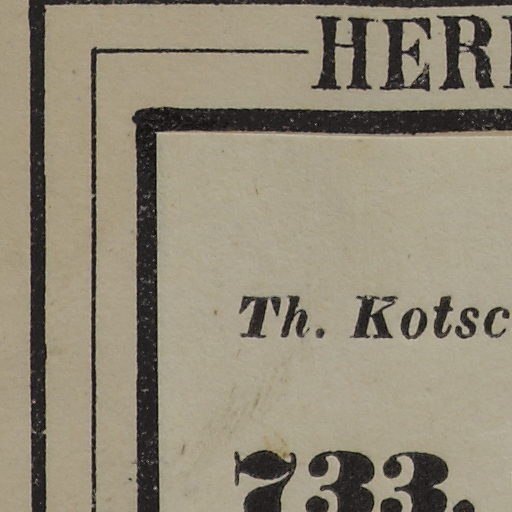 HER
Th. Kotsc
733.